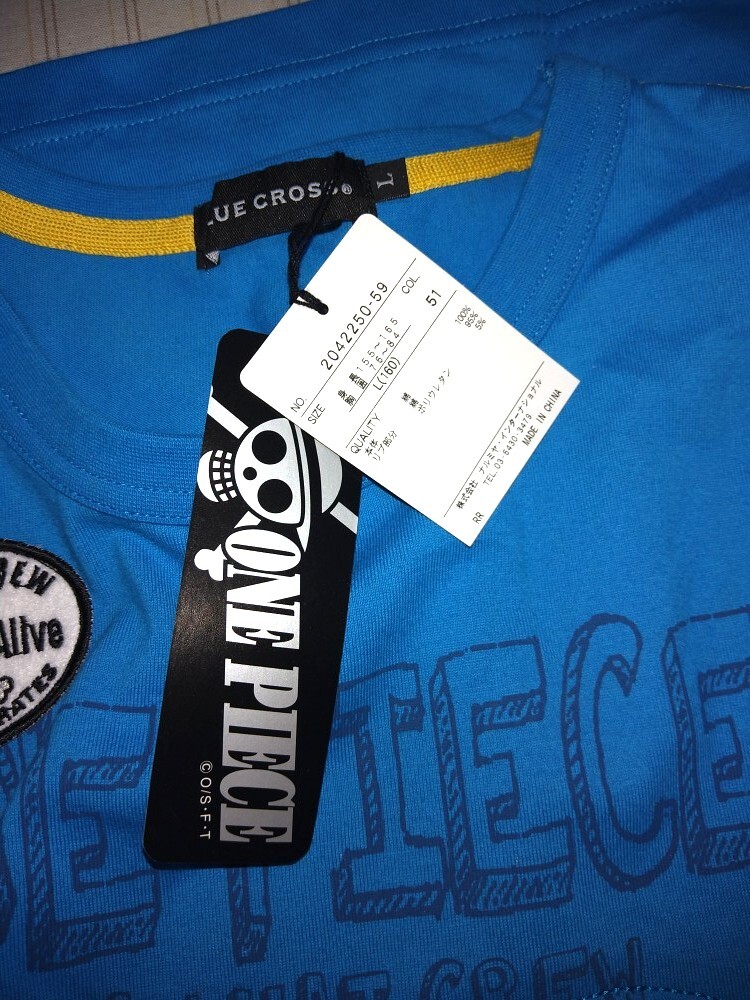 LUE CROSS®
L
NO. 2042250-59 COL. 51
SIZE 身長 155~165
胸囲 76~84
L(160)
QUALITY
本体 綿 100%
リブ部分 綿 95%
ポリウレタン 5%
株式会社 ナルミヤ・インターナショナル
TEL.03-6430-3479
MADE IN CHINA
RR
ONE PIECE
©O/S・F・T
Alive
E PIECE
CREW